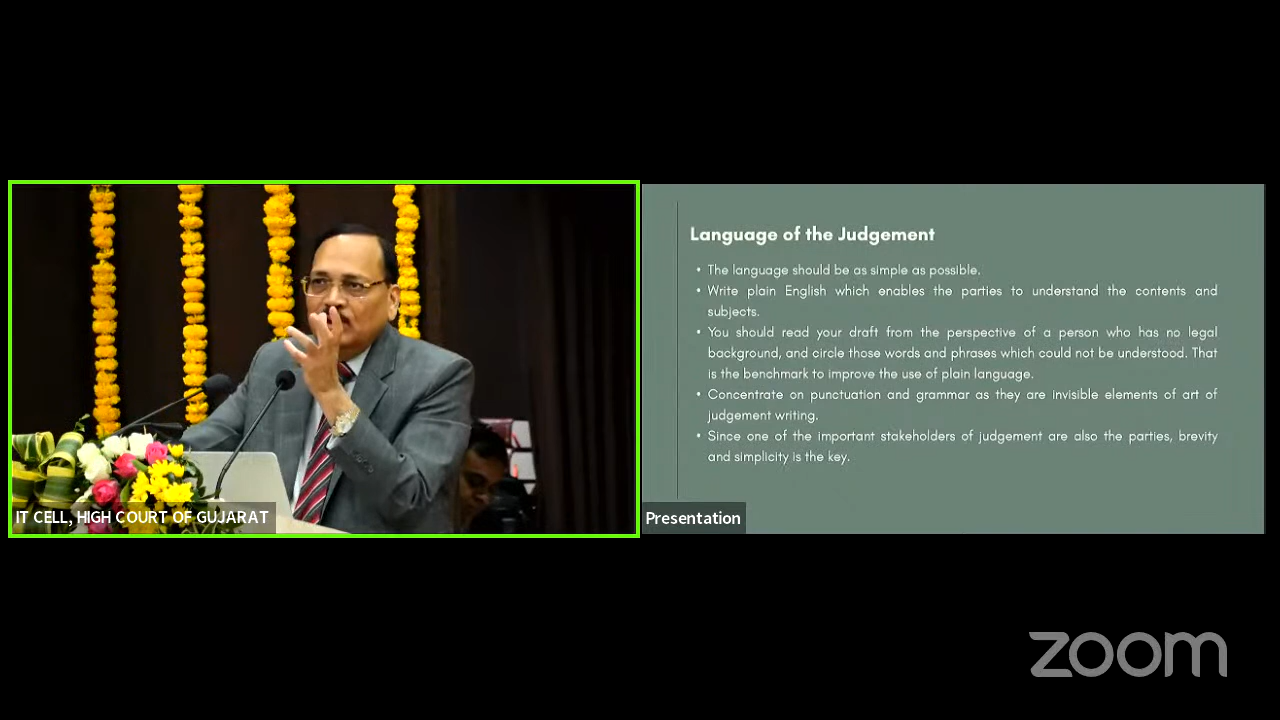 Language of the Judgement
• The language should be as simple as possible.
• Write plain English which enables the parties to understand the contents and
subjects.
• You should read your draft from the perspective of a person who has no legal
background, and circle those words and phrases which could not be understood. That
is the benchmark to improve the use of plain language.
• Concentrate on punctuation and grammar as they are invisible elements of art of
judgement writing.
• Since one of the important stakeholders of judgement are also the parties, brevity
and simplicity is the key.
IT CELL, HIGH COURT OF GUJARAT
Presentation
zoom